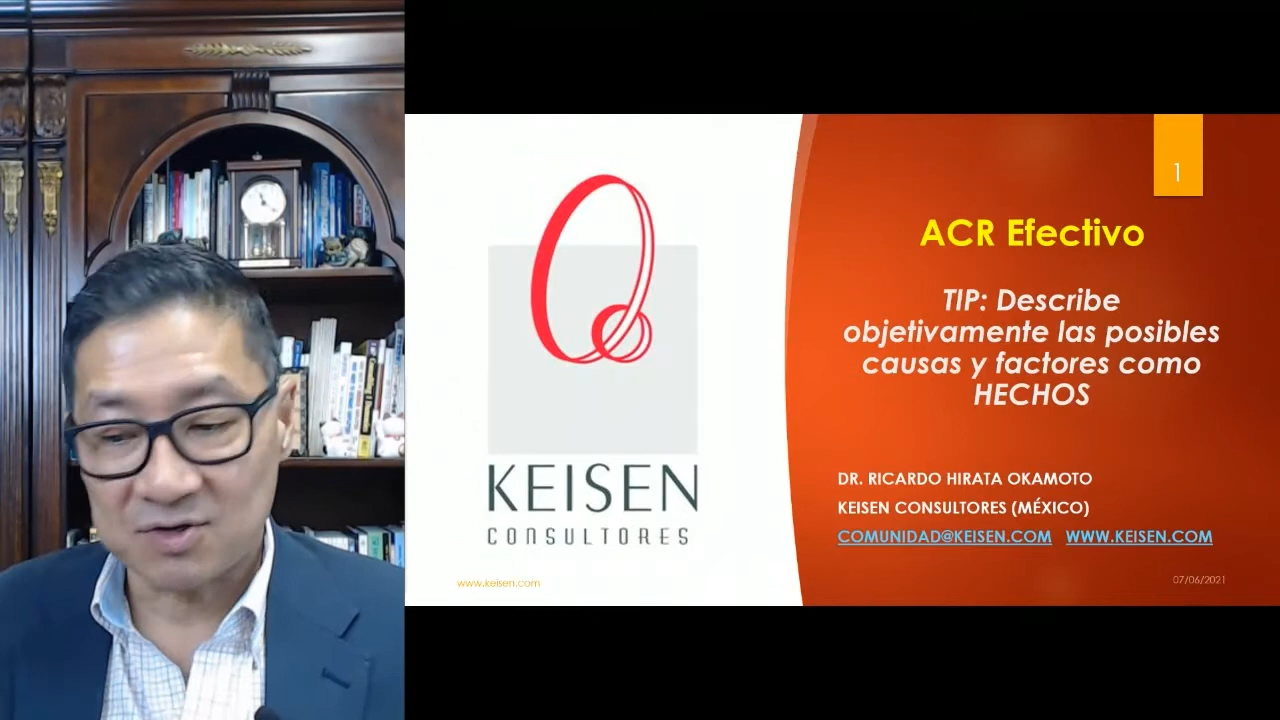 1
ACR Efectivo
TIP: Describe
objetivamente las posibles
causas y factores como
HECHOS
KEISEN
CONSULTORES
DR. RICARDO HIRATA OKAMOTO
KEISEN CONSULTORES (MÉXICO)
COMUNIDAD@KEISEN.COM WWW.KEISEN.COM
www.keisen.com
07/06/2021